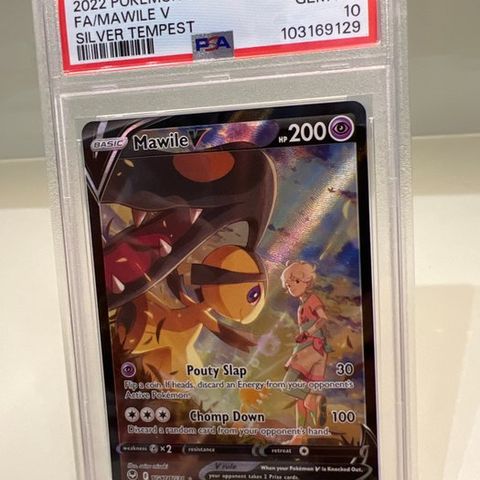 2022 POKEMON
FA/MAWILE V
SILVER TEMPEST
10
PSA
103169129
BASIC
Mawile V
HP 200
Pouty Slap 30
Flip a coin. If heads, discard an Energy from your opponent's
Active Pokémon.
Chomp Down 100
Discard a random card from your opponent's hand.
weakness ×2 resistance retreat
V rule
When your Pokémon V is Knocked Out,
your opponent takes 2 Prize cards.